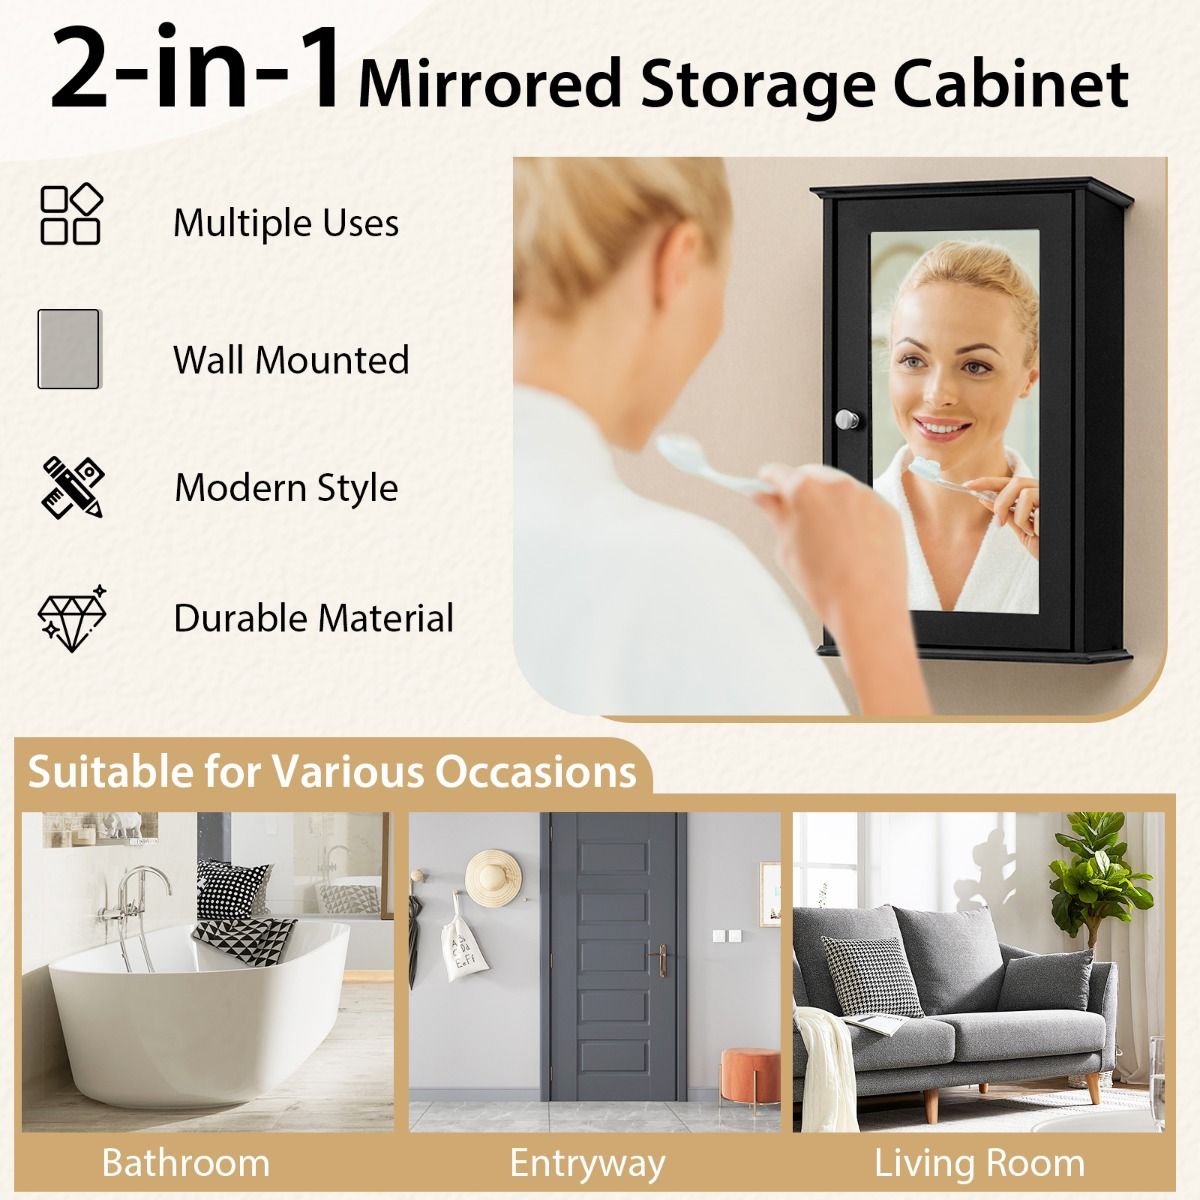 2-in-1 Mirrored Storage Cabinet
Multiple Uses
Wall Mounted
Modern Style
Durable Material
Suitable for Various Occasions
Bathroom
Entryway
Living Room